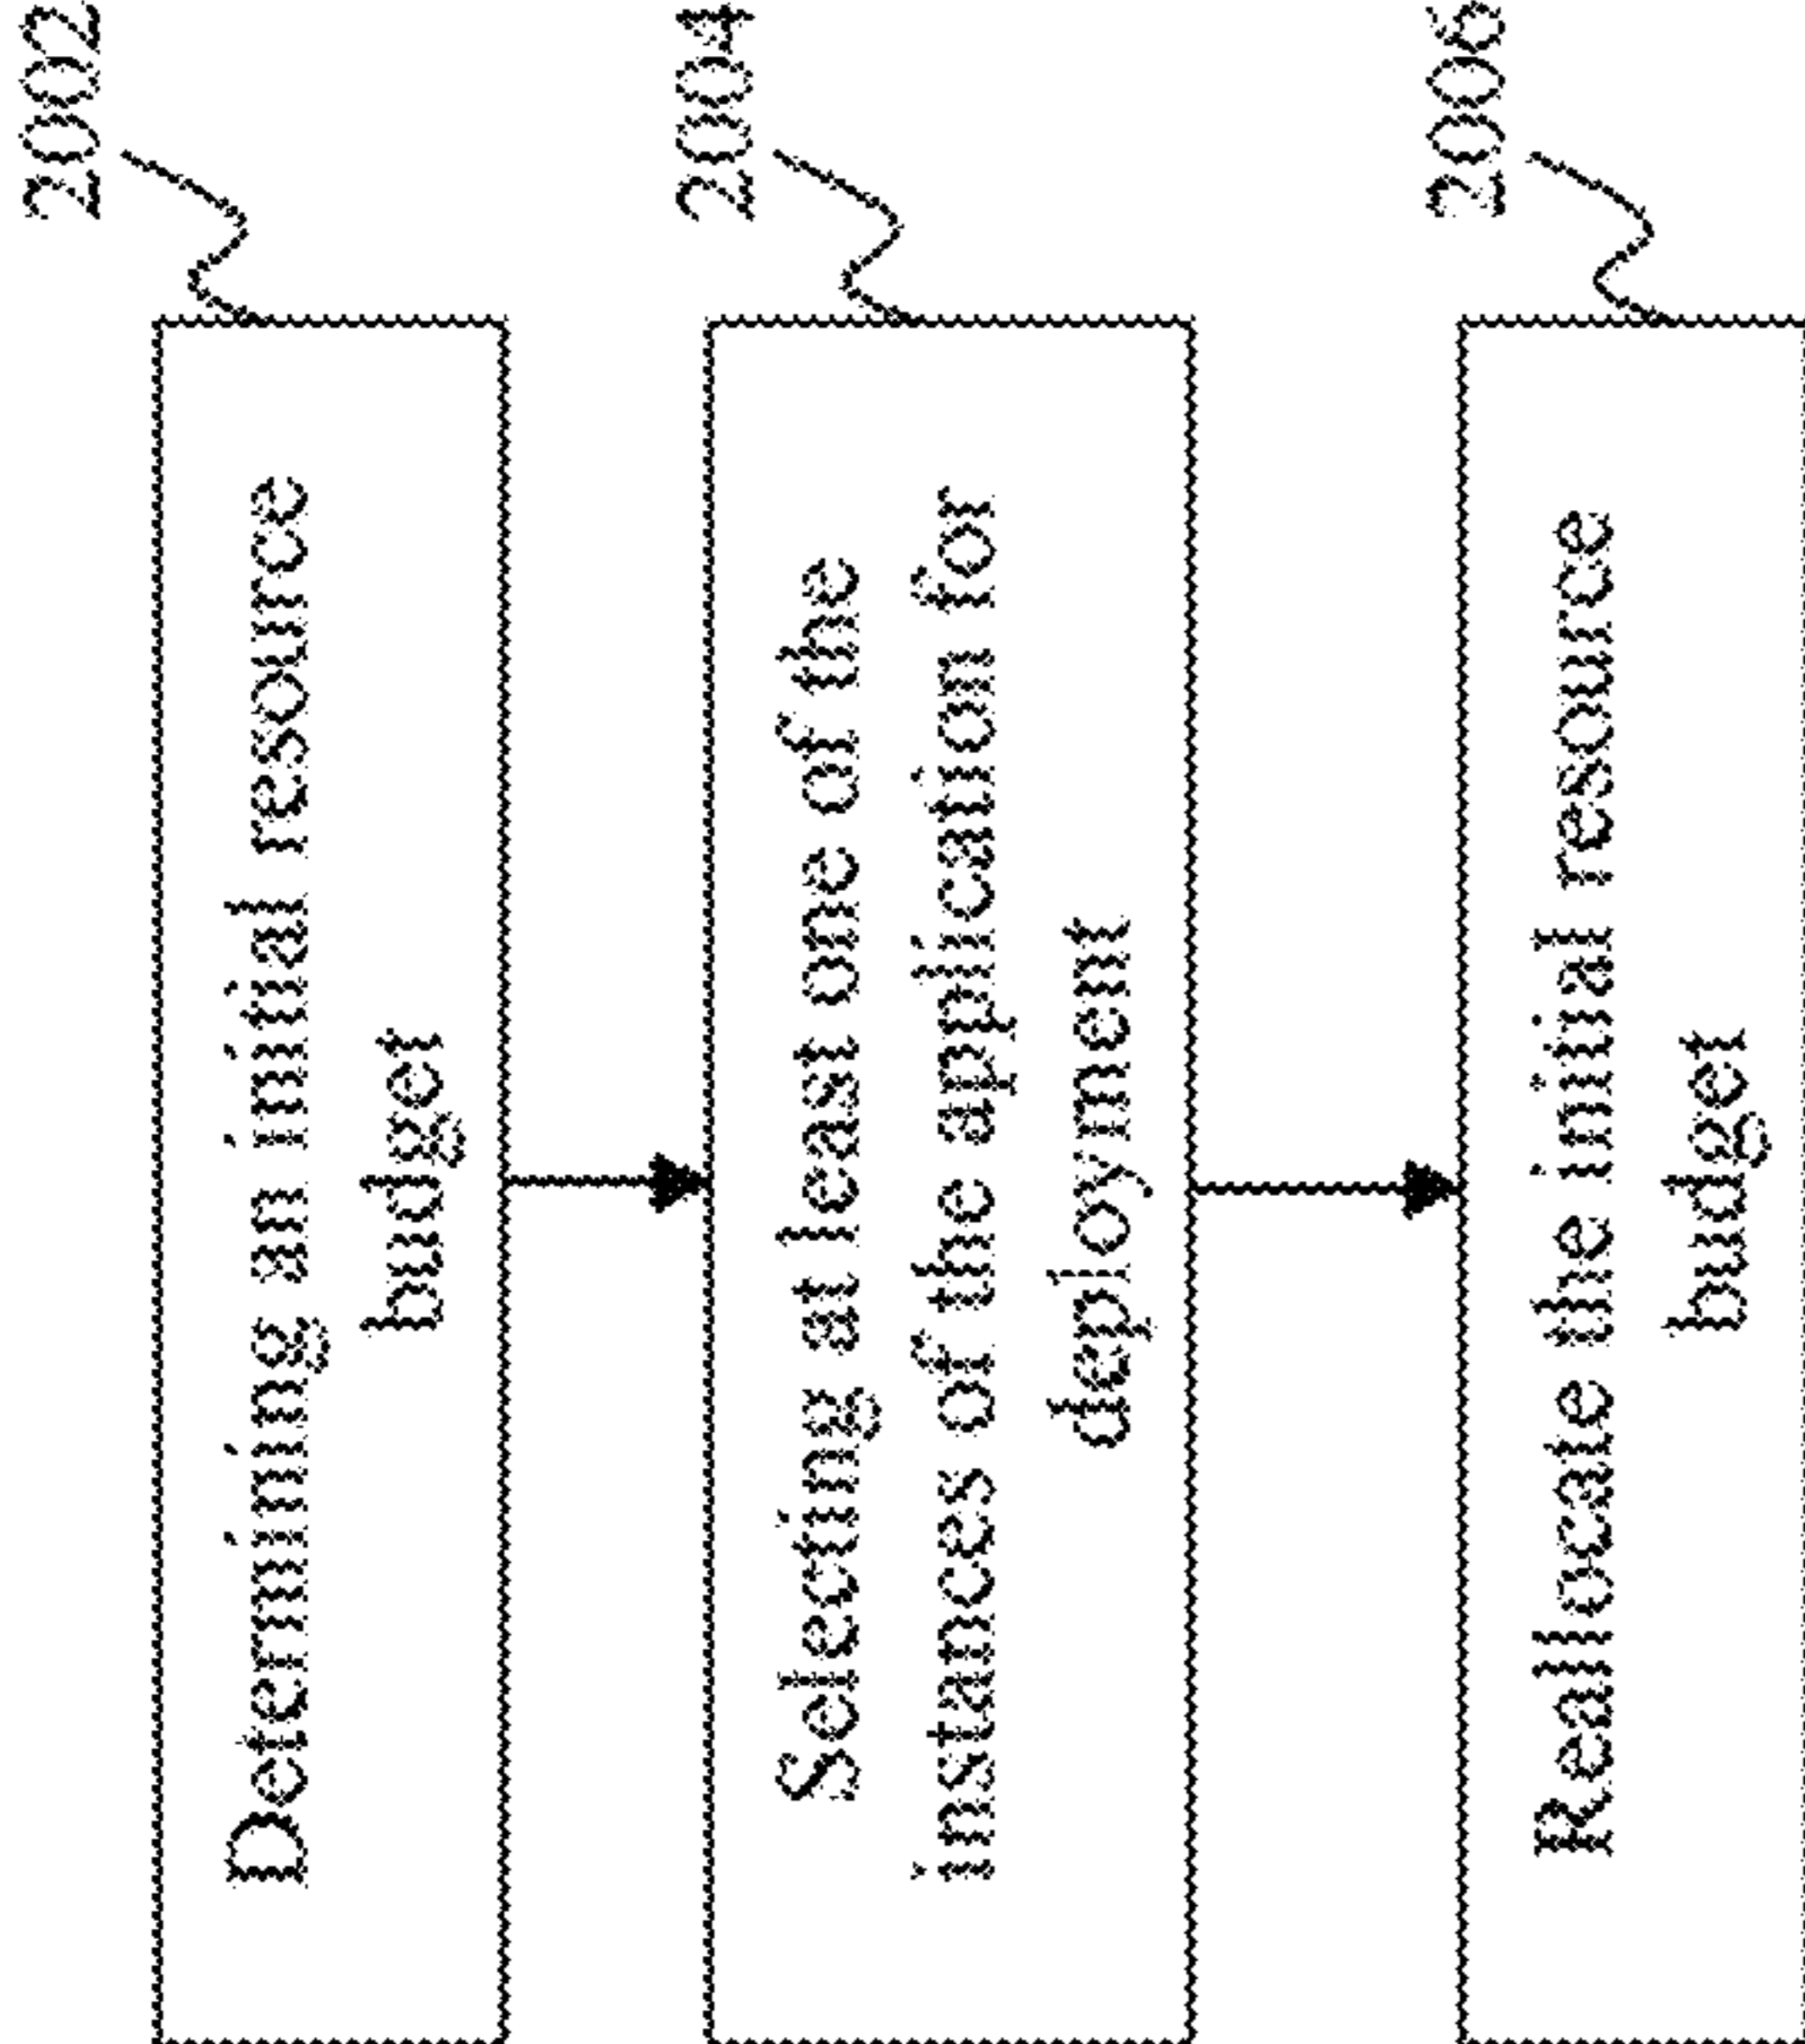 2002
Determining an initial resource
budget
2004
Selecting at least one of the
instances of the application for
deployment
2006
Reallocate the initial resource
budget